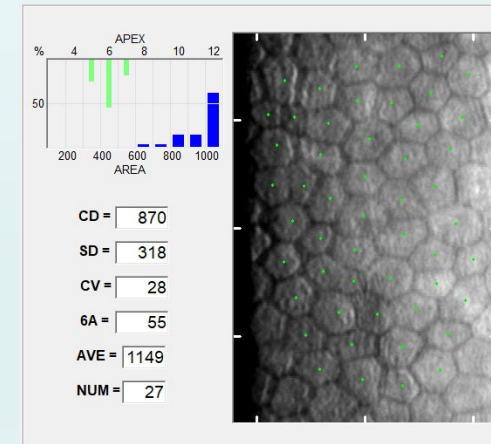 APEX
% 4 6 8 10 12
50
200 400 600 800 1000
AREA
CD = 870
SD = 318
CV = 28
6A = 55
AVE = 1149
NUM = 27